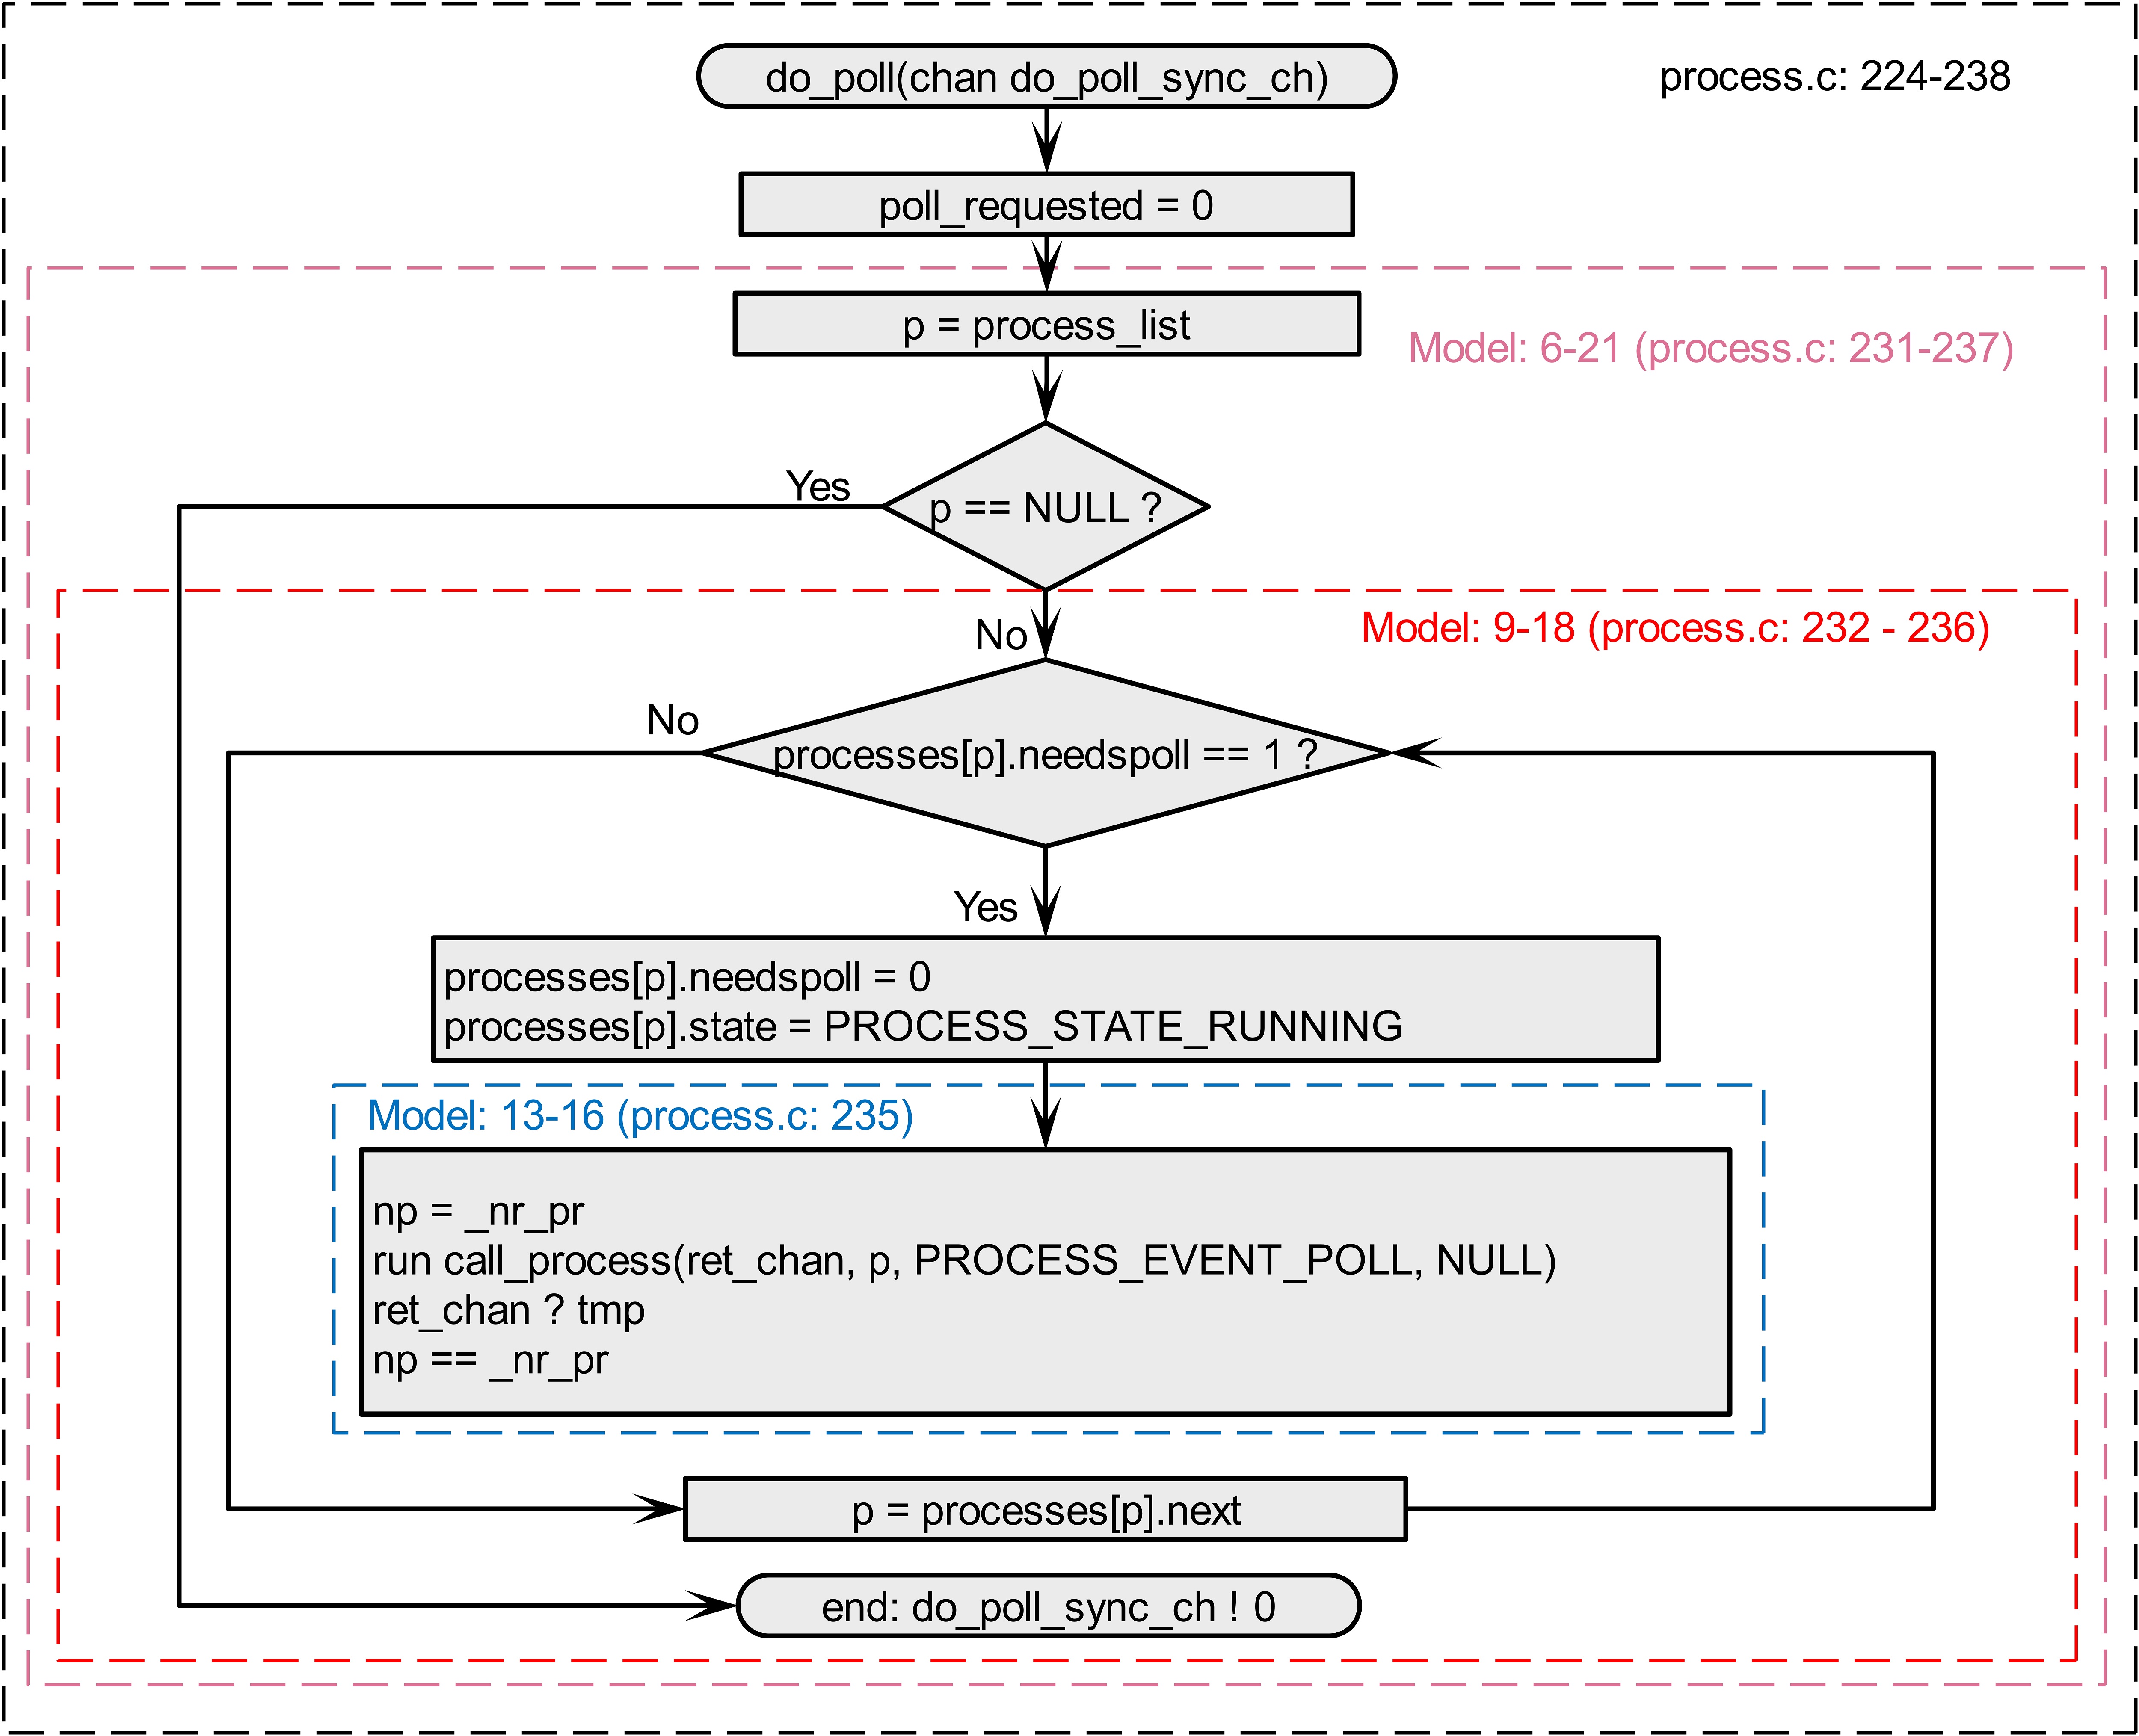 do_poll(chan do_poll_sync_ch)
process.c: 224-238
poll_requested = 0
p = process_list
Model: 6-21 (process.c: 231-237)
Yes
p == NULL ?
Model: 9-18 (process.c: 232 - 236)
No
No
processes[p].needspoll == 1 ?
Yes
processes[p].needspoll = 0
processes[p].state = PROCESS_STATE_RUNNING
Model: 13-16 (process.c: 235)
np = _nr_pr
run call_process(ret_chan, p, PROCESS_EVENT_POLL, NULL)
ret_chan ? tmp
np == _nr_pr
p = processes[p].next
end: do_poll_sync_ch ! 0